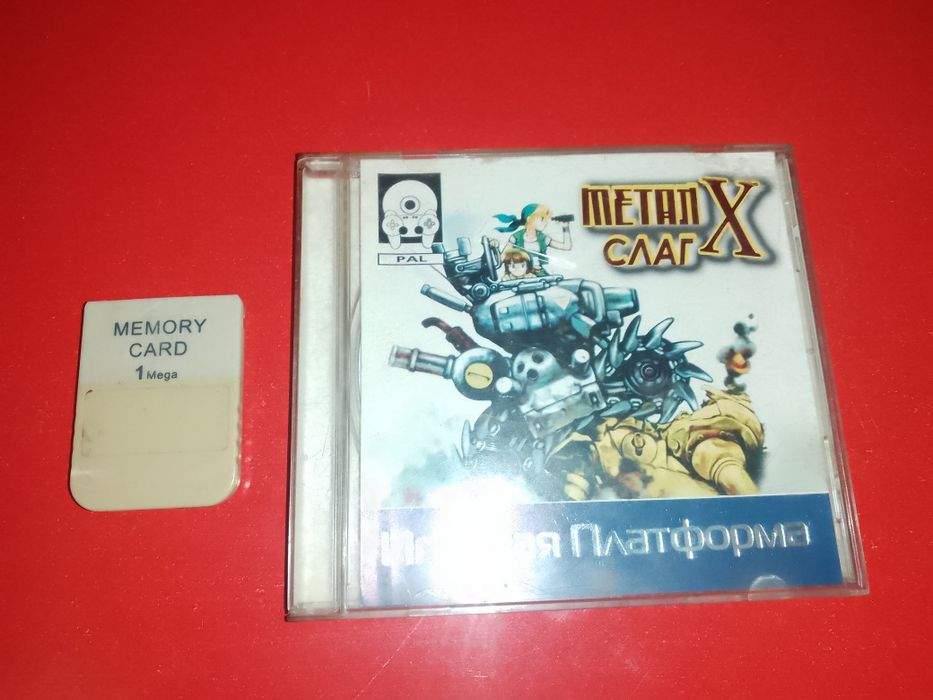 MEMORY
CARD
1 Mega
PAL
МЕТАЛ X
СЛАГ
Платформа